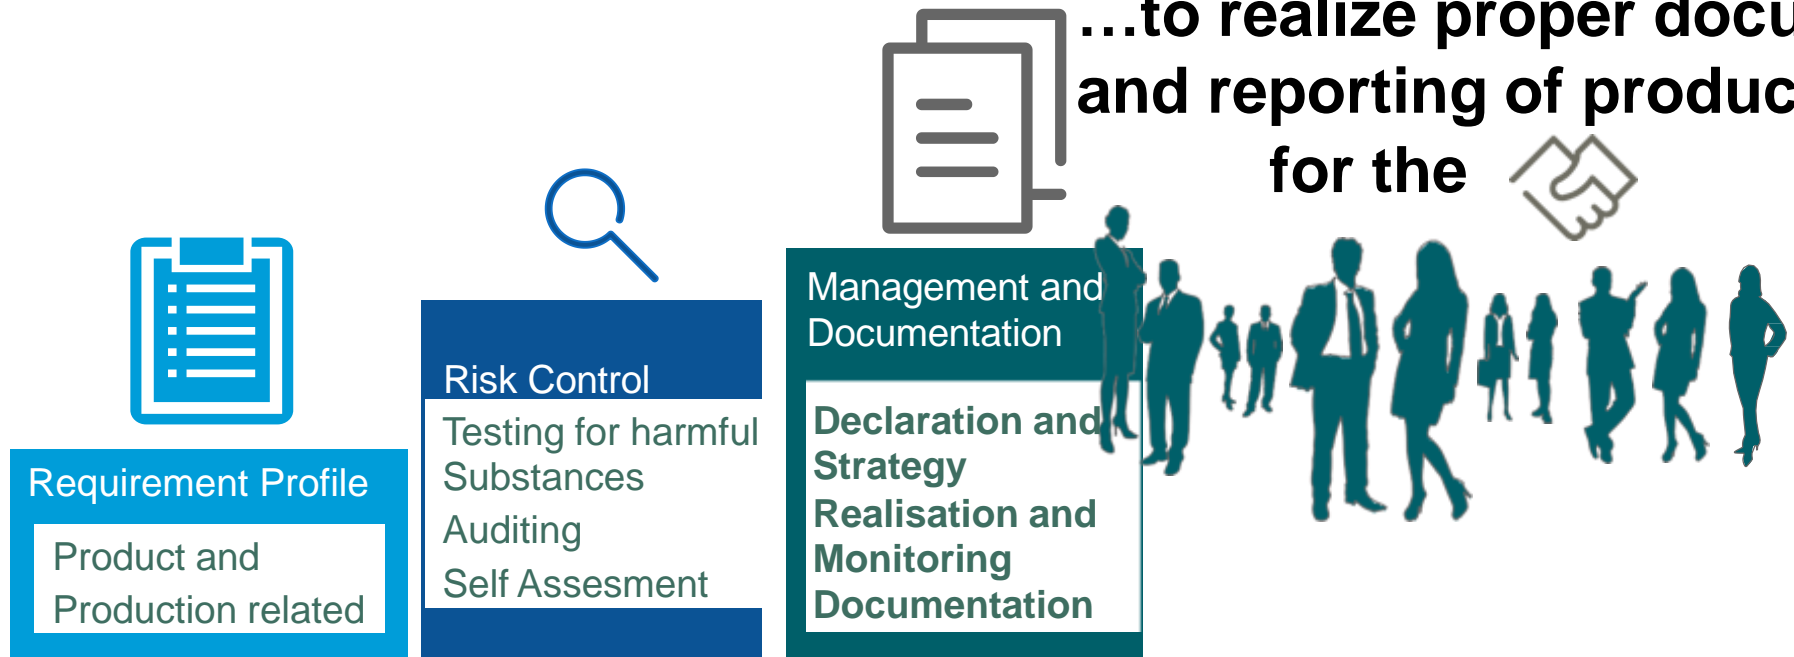 …to realize proper docu
and reporting of produc
for the
Management and
Documentation
Declaration and
Strategy
Realisation and
Monitoring
Documentation
Risk Control
Testing for harmful
Substances
Auditing
Self Assesment
Requirement Profile
Product and
Production related